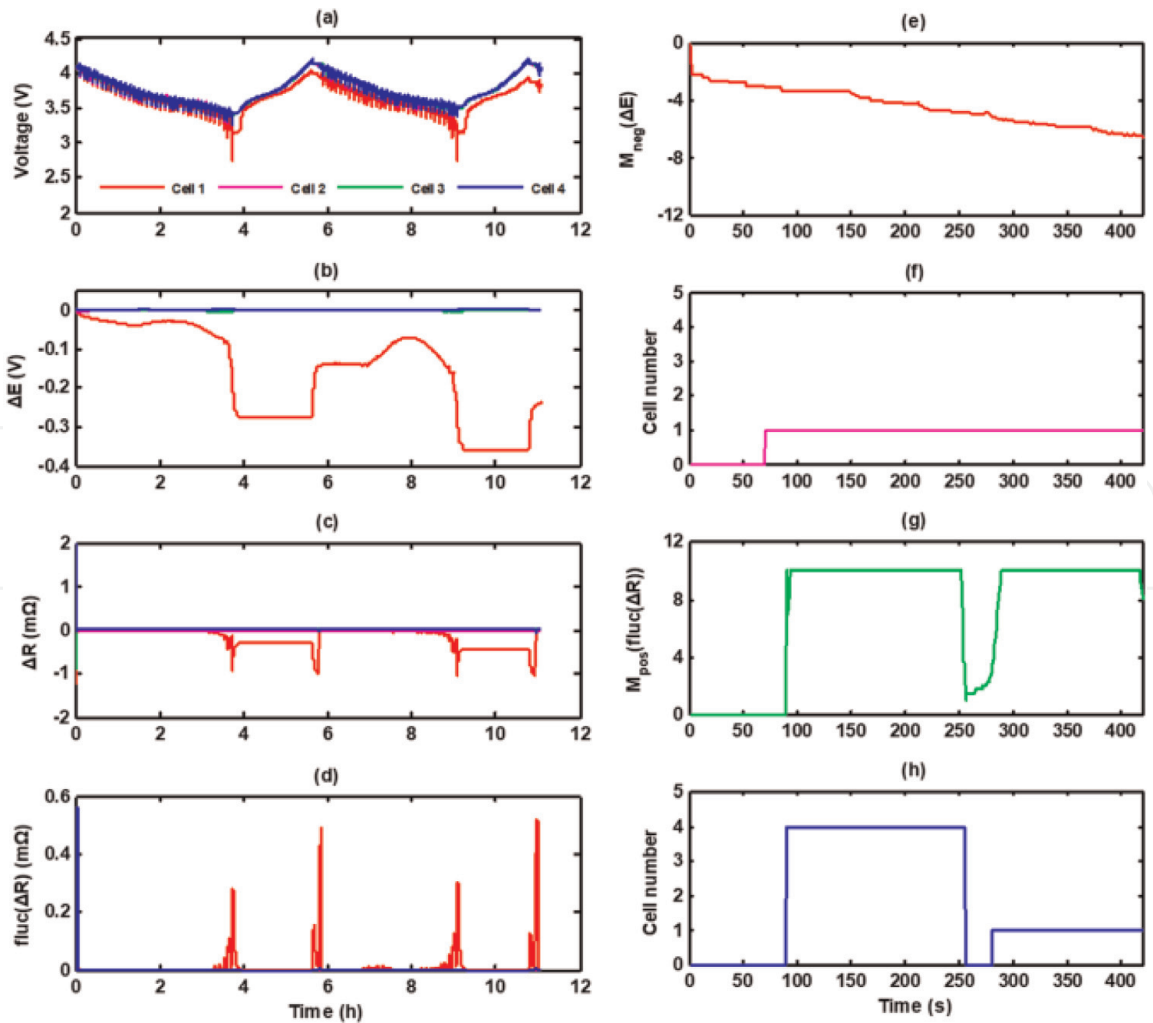 (a)
4.5
4
3.5
3
2.5
2
Voltage (V)
Cell 1 Cell 2 Cell 3 Cell 4
0 2 4 6 8 10 12
(b)
0
-0.1
-0.2
-0.3
-0.4
ΔE (V)
0 2 4 6 8 10 12
(c)
2
1
0
-1
-2
ΔR (mΩ)
0 2 4 6 8 10 12
(d)
0.6
0.4
0.2
0
fluc(ΔR) (mΩ)
0 2 4 6 8 10 12
Time (h)
(e)
0
-4
-8
-12
Mneg(ΔE)
0 50 100 150 200 250 300 350 400
(f)
5
4
3
2
1
0
Cell number
0 50 100 150 200 250 300 350 400
(g)
12
8
4
0
Mpos(fluc(ΔR))
0 50 100 150 200 250 300 350 400
(h)
5
4
3
2
1
0
Cell number
0 50 100 150 200 250 300 350 400
Time (s)